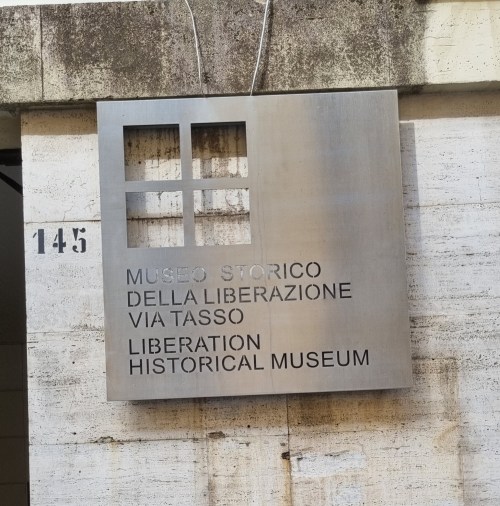 145
MUSEO STORICO
DELLA LIBERAZIONE
VIA TASSO
LIBERATION
HISTORICAL MUSEUM